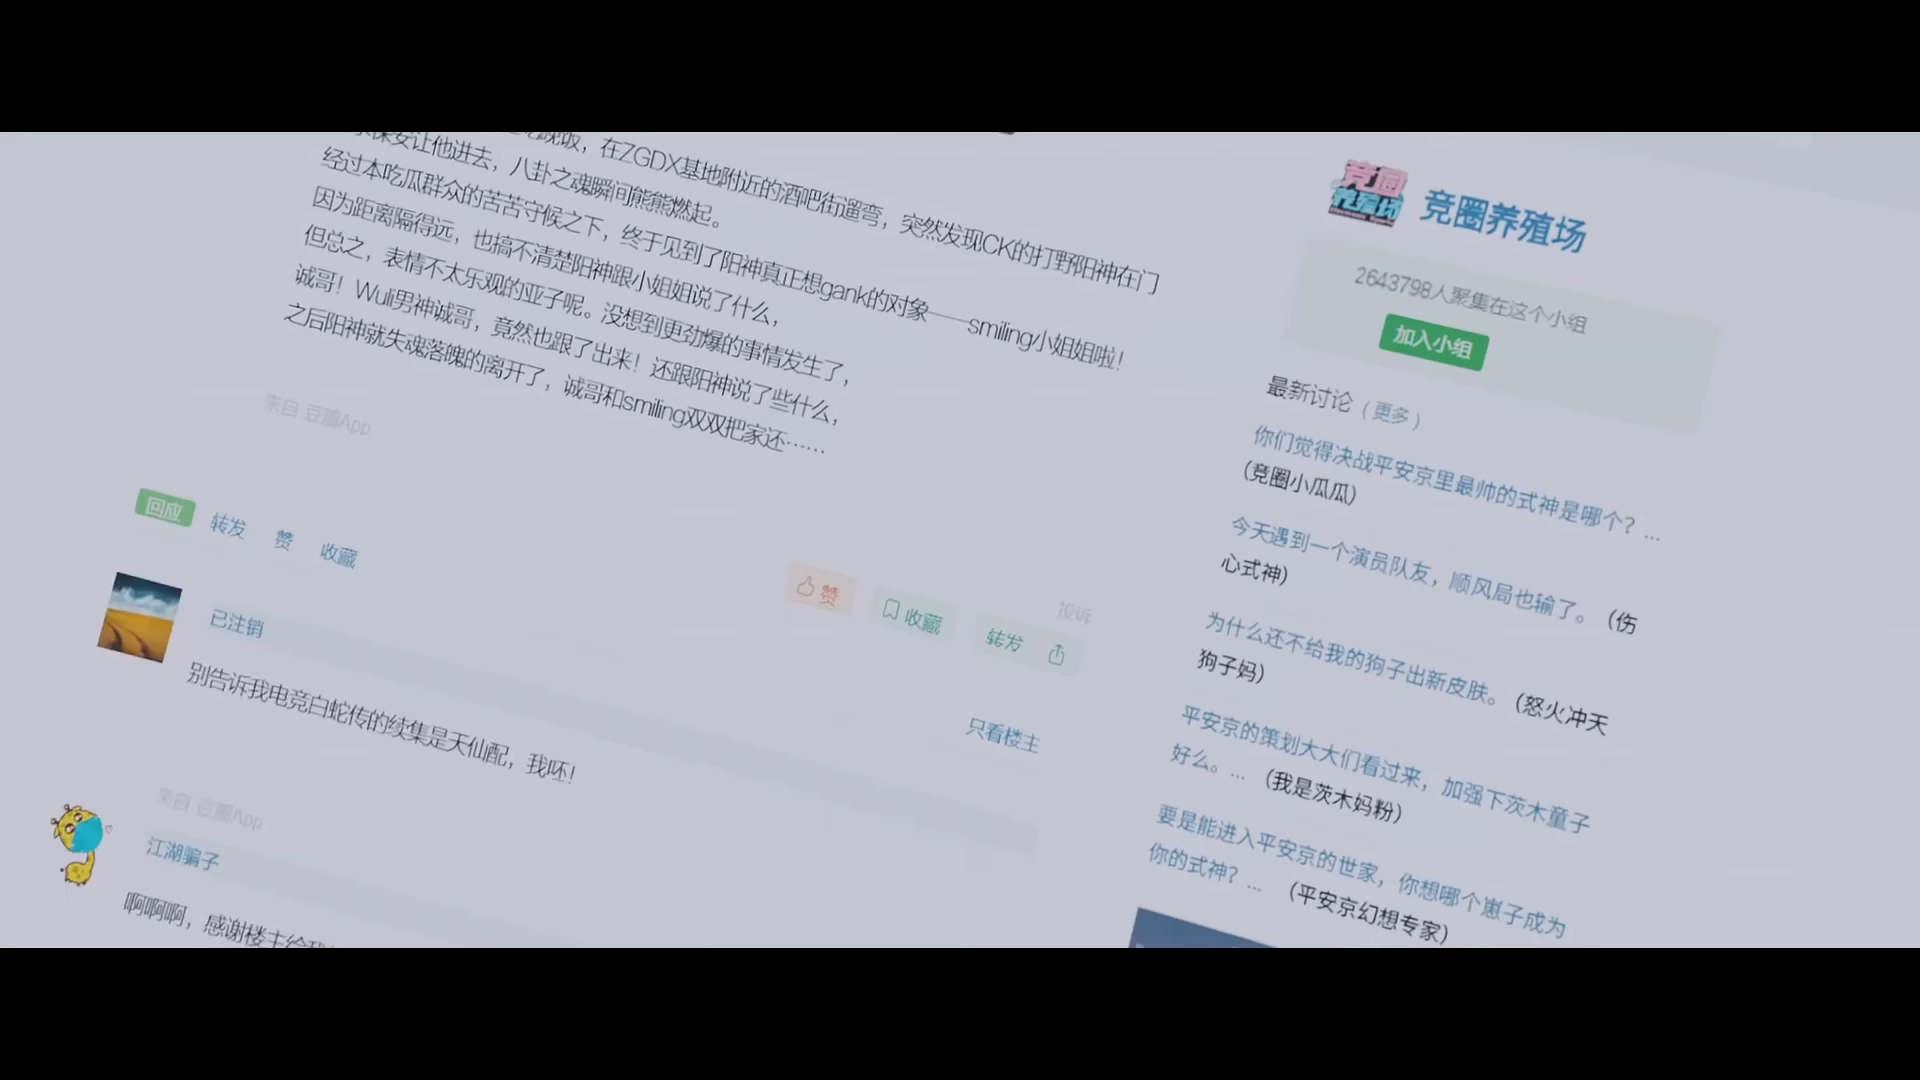 吃晚饭，在ZGDX基地附近的酒吧街遛弯，突然发现CK的打野阳神在门
求保安让他进去，八卦之魂瞬间熊熊燃起。
经过本吃瓜群众的苦苦守候之下，终于见到了阳神真正想gank的对象——smiling小姐姐啦！
因为距离隔得远，也搞不清楚阳神跟小姐姐说了什么，
但总之，表情不太乐观的亚子呢。没想到更劲爆的事情发生了，
诚哥！Wuli男神诚哥，竟然也跟了出来！还跟阳神说了些什么，
之后阳神就失魂落魄的离开了，诚哥和smiling双双把家还……
来自 豆圈App
回应 转发 赞 收藏
赞 收藏 转发 投诉
只看楼主
已注销
别告诉我电竞白蛇传的续集是天仙配，我呸！
来自 豆圈App
江湖骗子
啊啊啊，感谢楼主给我
竞圈
养殖场
竞圈养殖场
2643798人聚集在这个小组
加入小组
最新讨论（更多）
你们觉得决战平安京里最帅的式神是哪个？...
（竞圈小瓜瓜）
今天遇到一个演员队友，顺风局也输了。（伤
心式神）
为什么还不给我的狗子出新皮肤。（怒火冲天
狗子妈）
平安京的策划大大们看过来，加强下茨木童子
好么。...（我是茨木妈粉）
要是能进入平安京的世家，你想哪个崽子成为
你的式神？...（平安京幻想专家）